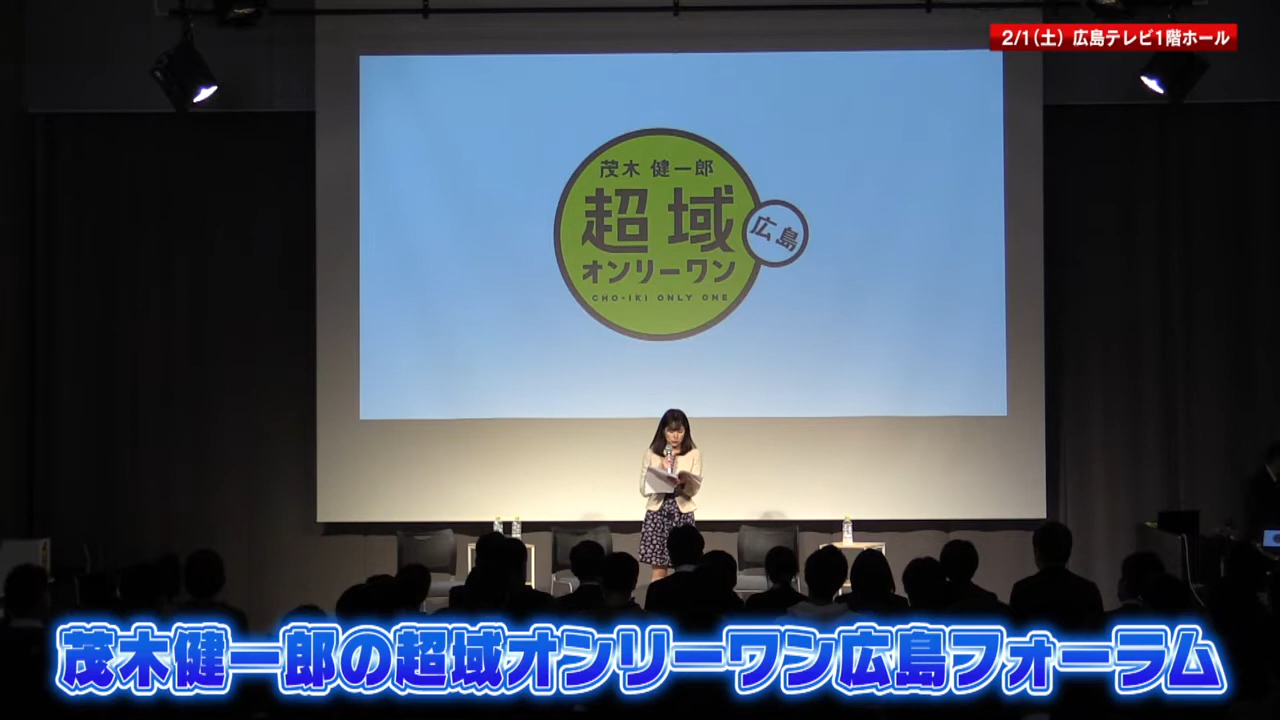 2/1(土) 広島テレビ1階ホール
茂木 健一郎
超域
オンリーワン
CHO-IKI ONLY ONE
広島
茂木健一郎の超域オンリーワン広島フォーラム